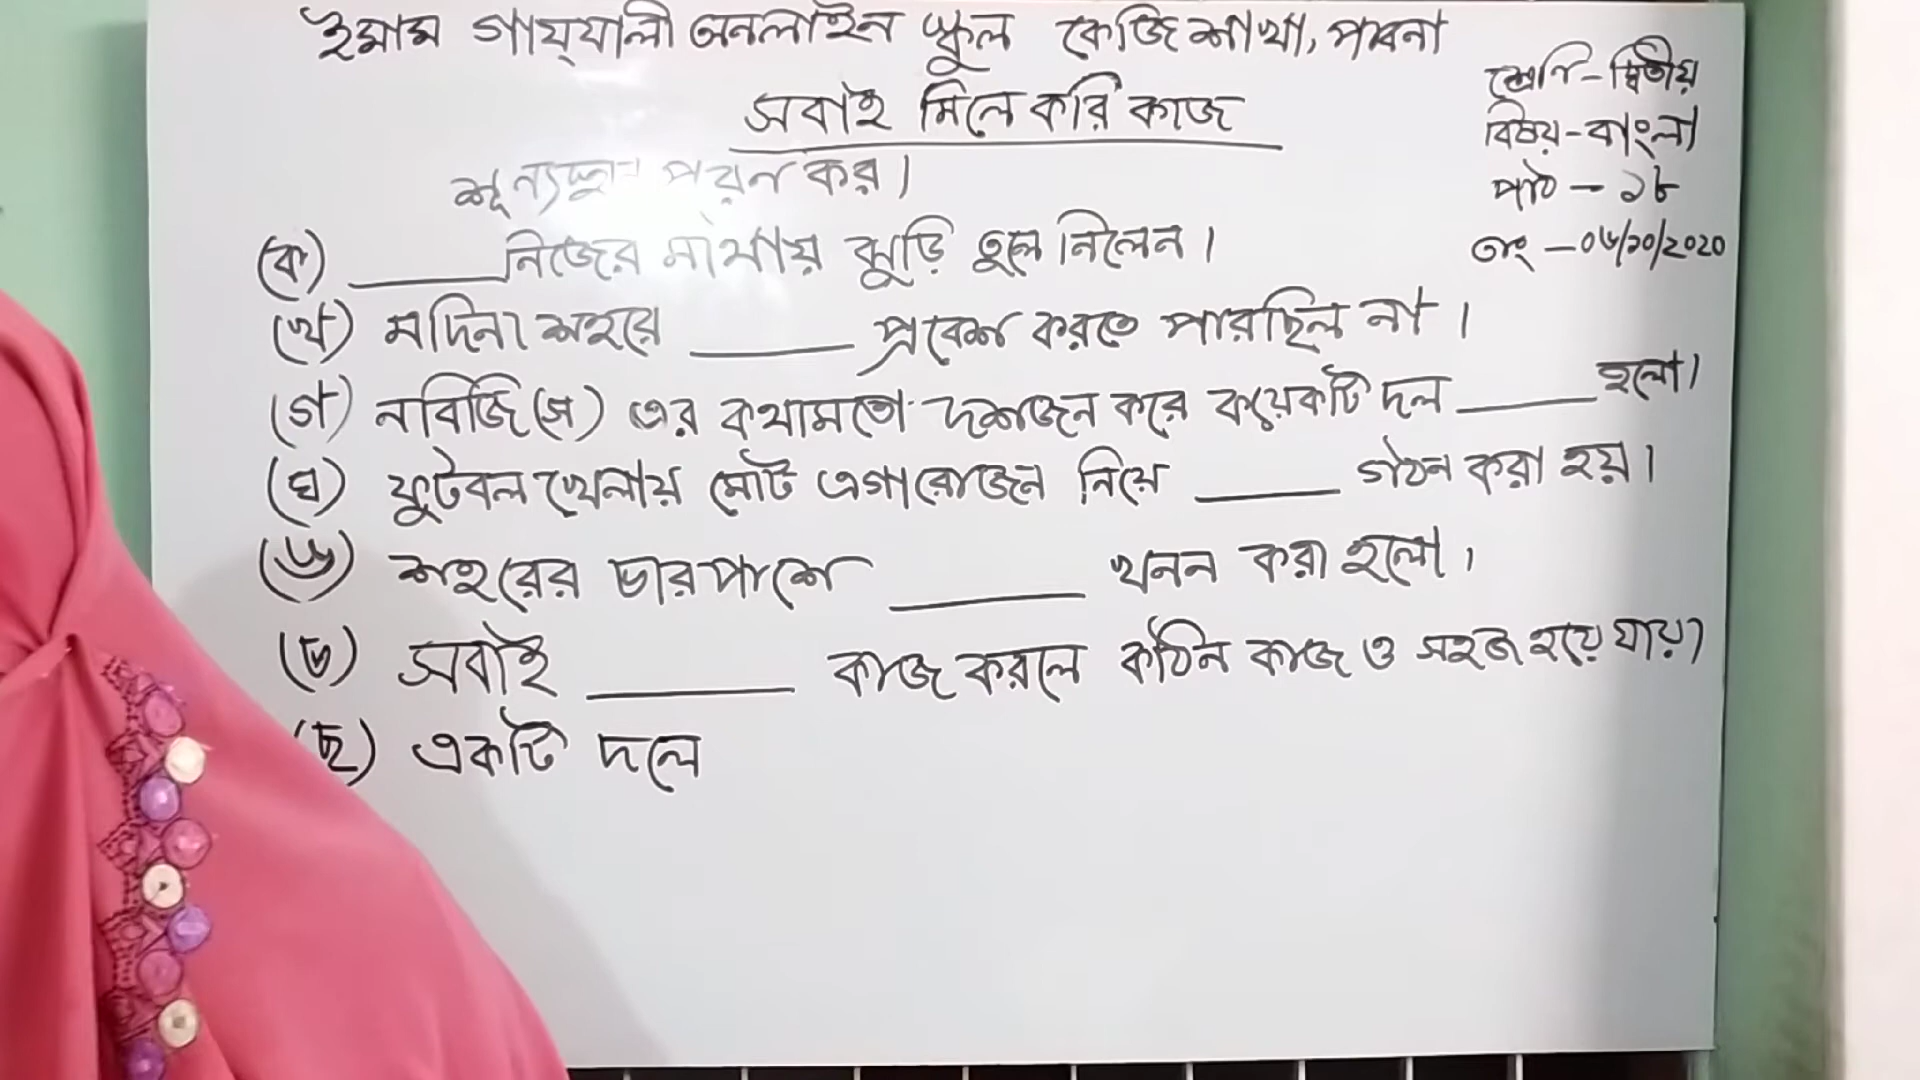 ইমাম গায্যালী অনলাইন স্কুল কেজি শাখা, পাবনা
শ্রেণি - দ্বিতীয়
সবাই মিলে করি কাজ
বিষয় - বাংলা
শূন্যস্থান পূরণ কর।
পাঠ - ১৮
(ক) ______ নিজের মাথায় ঝুড়ি তুলে নিলেন।
তাং - ০৬/১০/২০২০
(খ) মদিনা শহরে ______ প্রবেশ করতে পারছিল না।
(গ) নবিজি (স) এর কথামতো দশজন করে কয়েকটি দল ______ হলো।
(ঘ) ফুটবল খেলায় মোট এগারোজন নিয়ে ______ গঠন করা হয়।
(ঙ) শহরের চারপাশে ______ খনন করা হলো।
(চ) সবাই ______ কাজ করলে কঠিন কাজ ও সহজ হয়ে যায়।
(ছ) একটি দলে